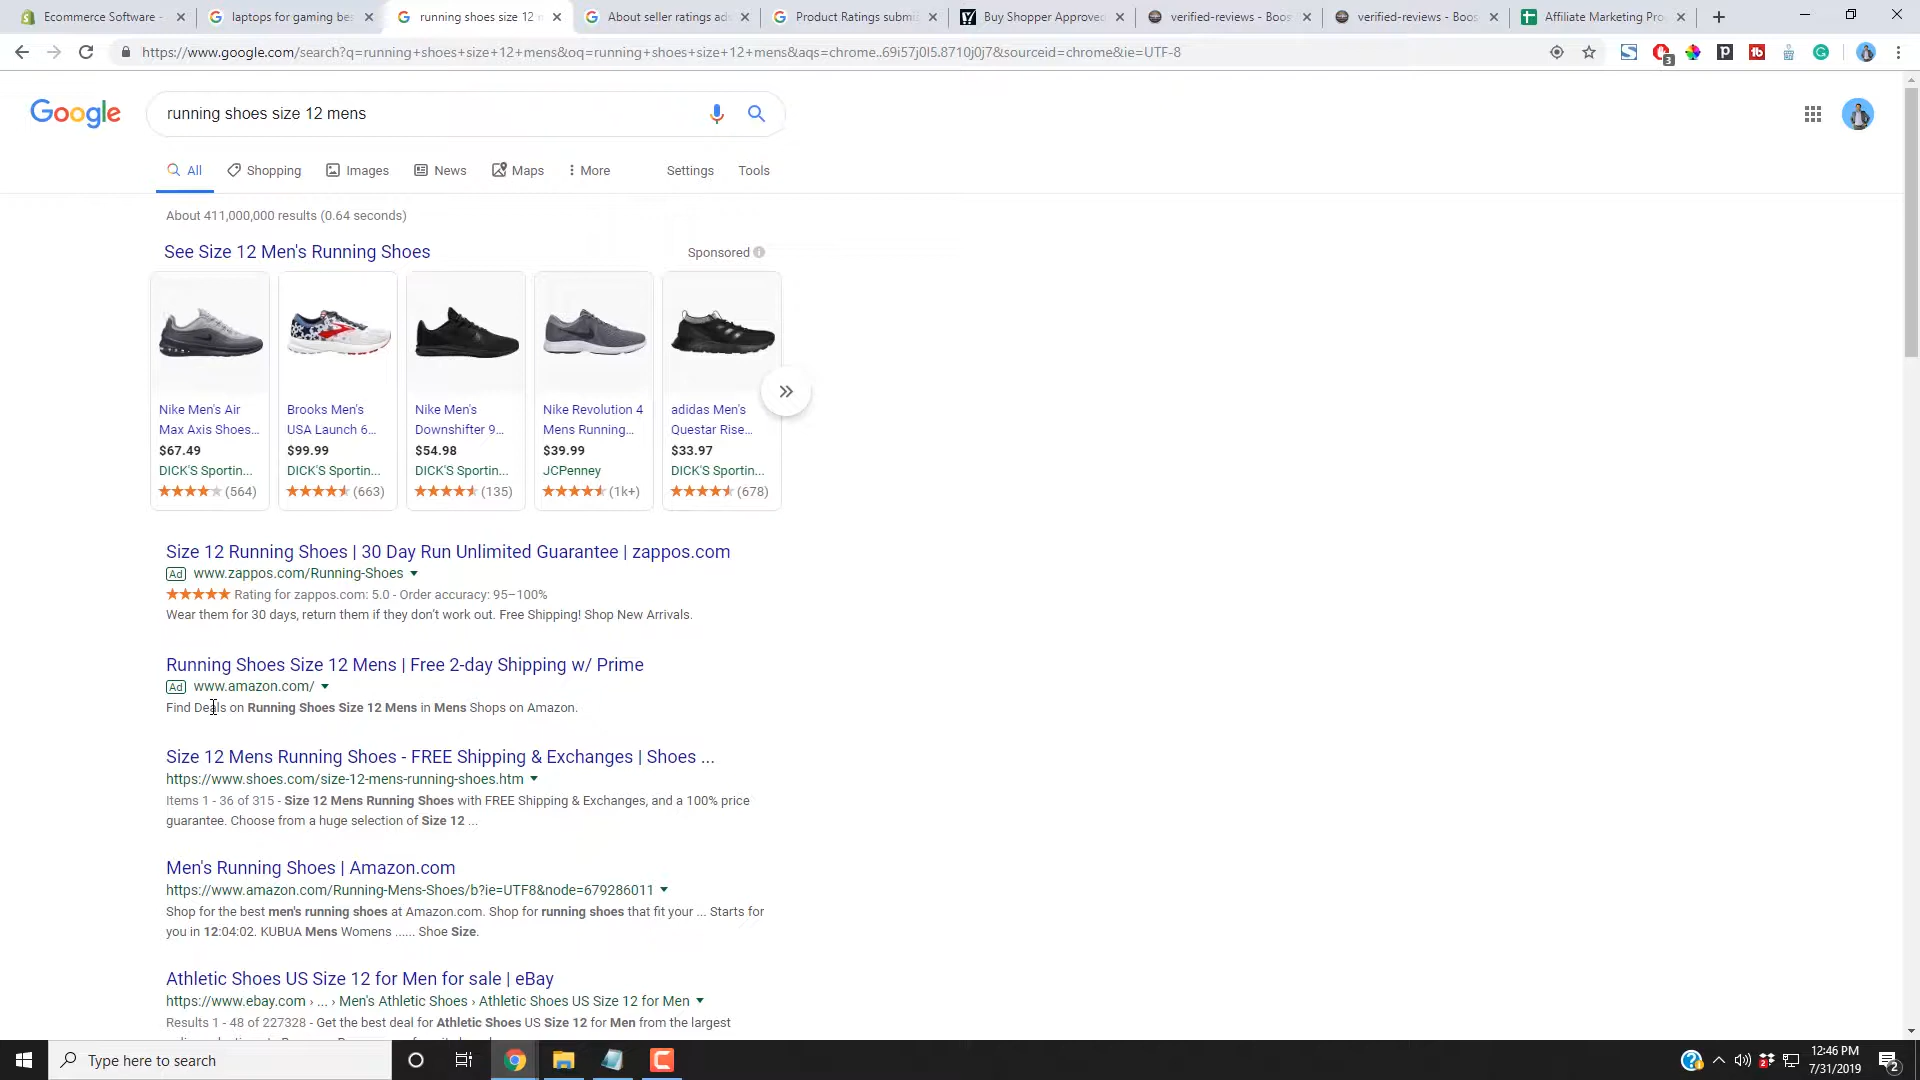 Ecommerce Software -
laptops for gaming bes
running shoes size 12 m
About seller ratings ad
Product Ratings submis
Buy Shopper Approved
verified-reviews - Boos
verified-reviews - Boos
Affiliate Marketing Pro
https://www.google.com/search?q=running+shoes+size+12+mens&oq=running+shoes+size+12+mens&aqs=chrome..69i57j0l5.8710j0j7&sourceid=chrome&ie=UTF-8
3
Google
running shoes size 12 mens
All
Shopping
Images
News
Maps
More
Settings
Tools
About 411,000,000 results (0.64 seconds)
See Size 12 Men's Running Shoes
Sponsored
Nike Men's Air
Max Axis Shoes...
$67.49
DICK'S Sportin...
(564)
Brooks Men's
USA Launch 6...
$99.99
DICK'S Sportin...
(663)
Nike Men's
Downshifter 9...
$54.98
DICK'S Sportin...
(135)
Nike Revolution 4
Mens Running...
$39.99
JCPenney
(1k+)
adidas Men's
Questar Rise...
$33.97
DICK'S Sportin...
(678)
Size 12 Running Shoes | 30 Day Run Unlimited Guarantee | zappos.com
Ad www.zappos.com/Running-Shoes
Rating for zappos.com: 5.0 - Order accuracy: 95–100%
Wear them for 30 days, return them if they don't work out. Free Shipping! Shop New Arrivals.
Running Shoes Size 12 Mens | Free 2-day Shipping w/ Prime
Ad www.amazon.com/
Find Deals on Running Shoes Size 12 Mens in Mens Shops on Amazon.
Size 12 Mens Running Shoes - FREE Shipping & Exchanges | Shoes ...
https://www.shoes.com/size-12-mens-running-shoes.htm
Items 1 - 36 of 315 - Size 12 Mens Running Shoes with FREE Shipping & Exchanges, and a 100% price
guarantee. Choose from a huge selection of Size 12 ...
Men's Running Shoes | Amazon.com
https://www.amazon.com/Running-Mens-Shoes/b?ie=UTF8&node=679286011
Shop for the best men's running shoes at Amazon.com. Shop for running shoes that fit your ... Starts for
you in 12:04:02. KUBUA Mens Womens ...... Shoe Size.
Athletic Shoes US Size 12 for Men for sale | eBay
https://www.ebay.com › ... › Men's Athletic Shoes › Athletic Shoes US Size 12 for Men
Results 1 - 48 of 227328 - Get the best deal for Athletic Shoes US Size 12 for Men from the largest
Type here to search
12:46 PM
7/31/2019
2